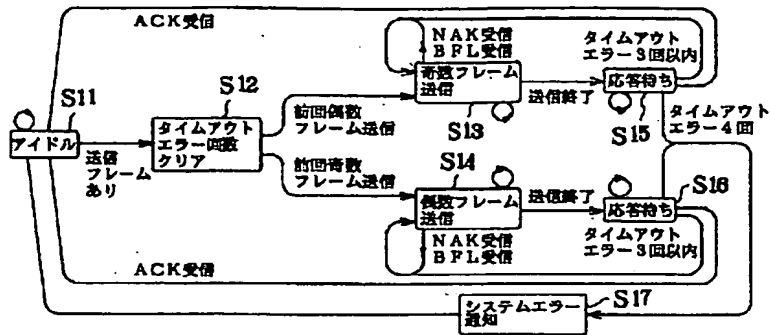 ACK受信
NAK受信
BFL受信
タイムアウト
エラー3回以内
S11
S12
奇数フレーム
送信
送信終了
応答待ち
S13
S15
アイドル
送信
フレーム
あり
タイムアウト
エラー回数
クリア
前回偶数
フレーム送信
タイムアウト
エラー4回
前回奇数
フレーム送信
S14
偶数フレーム
送信
送信終了
応答待ち
S16
NAK受信
BFL受信
タイムアウト
エラー3回以内
ACK受信
システムエラー
通知
S17